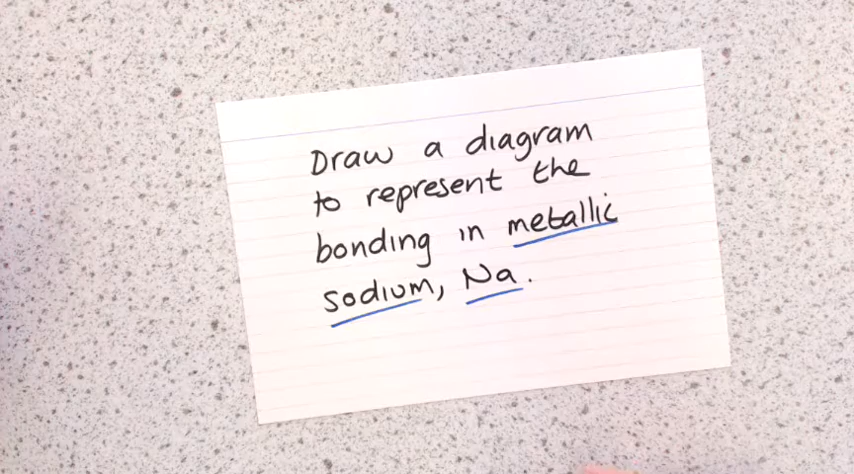 Draw a diagram
to represent the
bonding in metallic
sodium, Na.